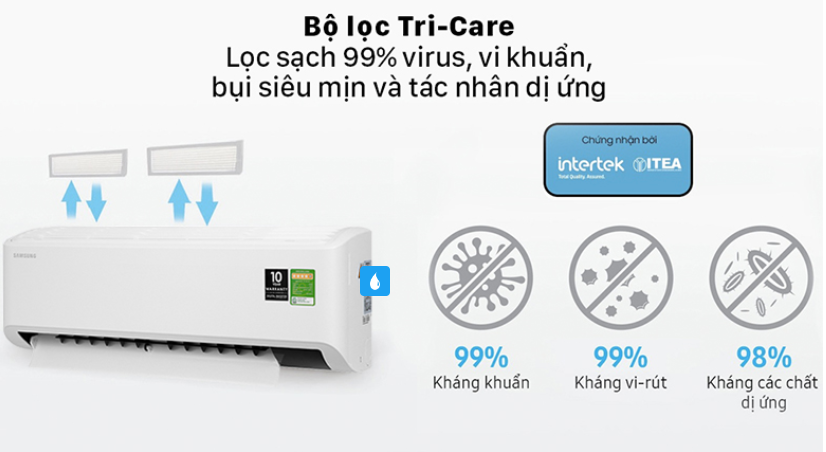 Bộ lọc Tri-Care
Lọc sạch 99% virus, vi khuẩn,
bụi siêu mịn và tác nhân dị ứng
Chứng nhận bởi
intertek
Total Quality. Assured.
ITEA
SAMSUNG
10
YEAR
WARRANTY
99%
Kháng khuẩn
99%
Kháng vi-rút
98%
Kháng các chất
dị ứng